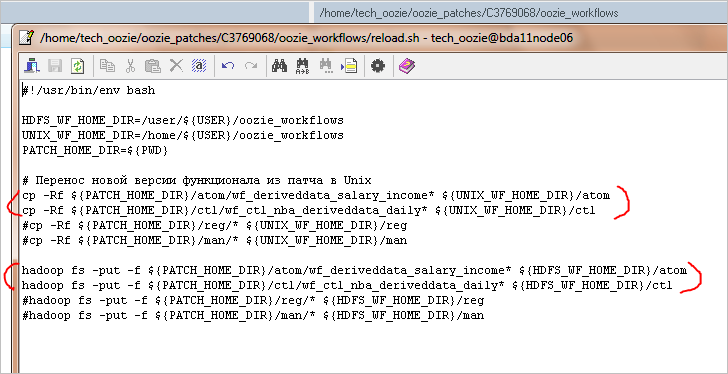 /home/tech_oozie/oozie_patches/C3769068/oozie_workflows
/home/tech_oozie/oozie_patches/C3769068/oozie_workflows/reload.sh - tech_oozie@bda11node06
#!/usr/bin/env bash
HDFS_WF_HOME_DIR=/user/${USER}/oozie_workflows
UNIX_WF_HOME_DIR=/home/${USER}/oozie_workflows
PATCH_HOME_DIR=${PWD}
# Перенос новой версии функционала из патча в Unix
cp -Rf ${PATCH_HOME_DIR}/atom/wf_deriveddata_salary_income* ${UNIX_WF_HOME_DIR}/atom
cp -Rf ${PATCH_HOME_DIR}/ctl/wf_ctl_nba_deriveddata_daily* ${UNIX_WF_HOME_DIR}/ctl
#cp -Rf ${PATCH_HOME_DIR}/reg/* ${UNIX_WF_HOME_DIR}/reg
#cp -Rf ${PATCH_HOME_DIR}/man/* ${UNIX_WF_HOME_DIR}/man
hadoop fs -put -f ${PATCH_HOME_DIR}/atom/wf_deriveddata_salary_income* ${HDFS_WF_HOME_DIR}/atom
hadoop fs -put -f ${PATCH_HOME_DIR}/ctl/wf_ctl_nba_deriveddata_daily* ${HDFS_WF_HOME_DIR}/ctl
#hadoop fs -put -f ${PATCH_HOME_DIR}/reg/* ${HDFS_WF_HOME_DIR}/reg
#hadoop fs -put -f ${PATCH_HOME_DIR}/man/* ${HDFS_WF_HOME_DIR}/man